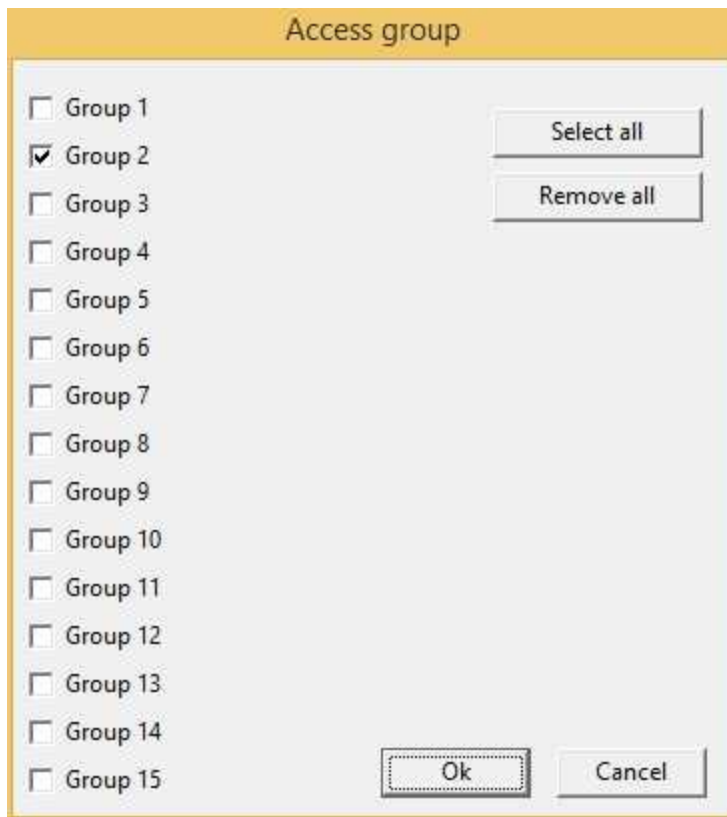 Access group
Group 1
Group 2
Group 3
Group 4
Group 5
Group 6
Group 7
Group 8
Group 9
Group 10
Group 11
Group 12
Group 13
Group 14
Group 15
Select all
Remove all
Ok
Cancel